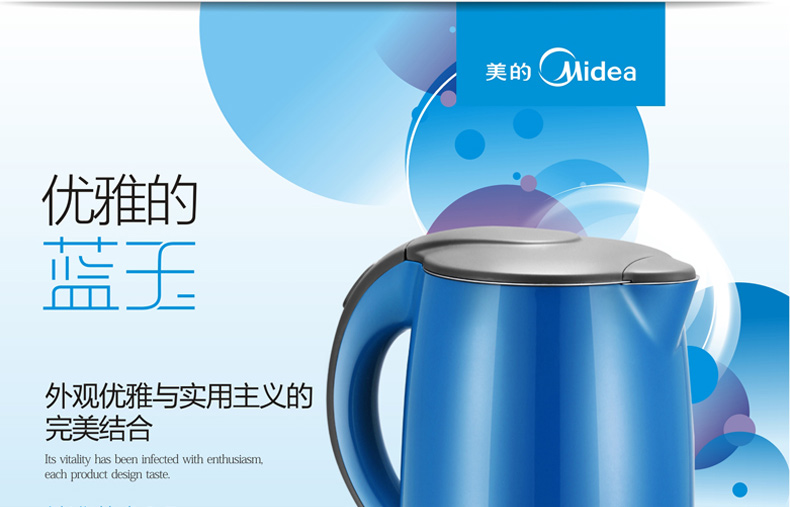 美的 Midea
优雅的
蓝玉
外观优雅与实用主义的
完美结合
Its vitality has been infected with enthusiasm,
each product design taste.